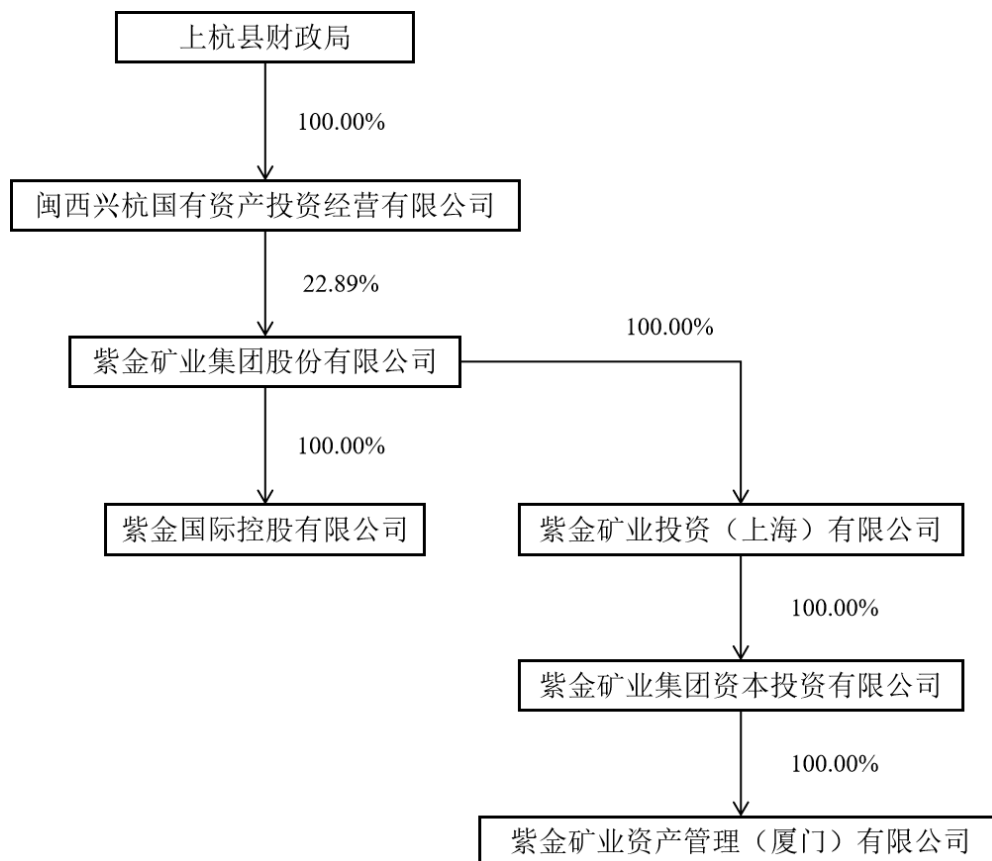 上杭县财政局
100.00%
闽西兴杭国有资产投资经营有限公司
22.89%
100.00%
紫金矿业集团股份有限公司
100.00%
紫金国际控股有限公司
紫金矿业投资（上海）有限公司
100.00%
紫金矿业集团资本投资有限公司
100.00%
紫金矿业资产管理（厦门）有限公司